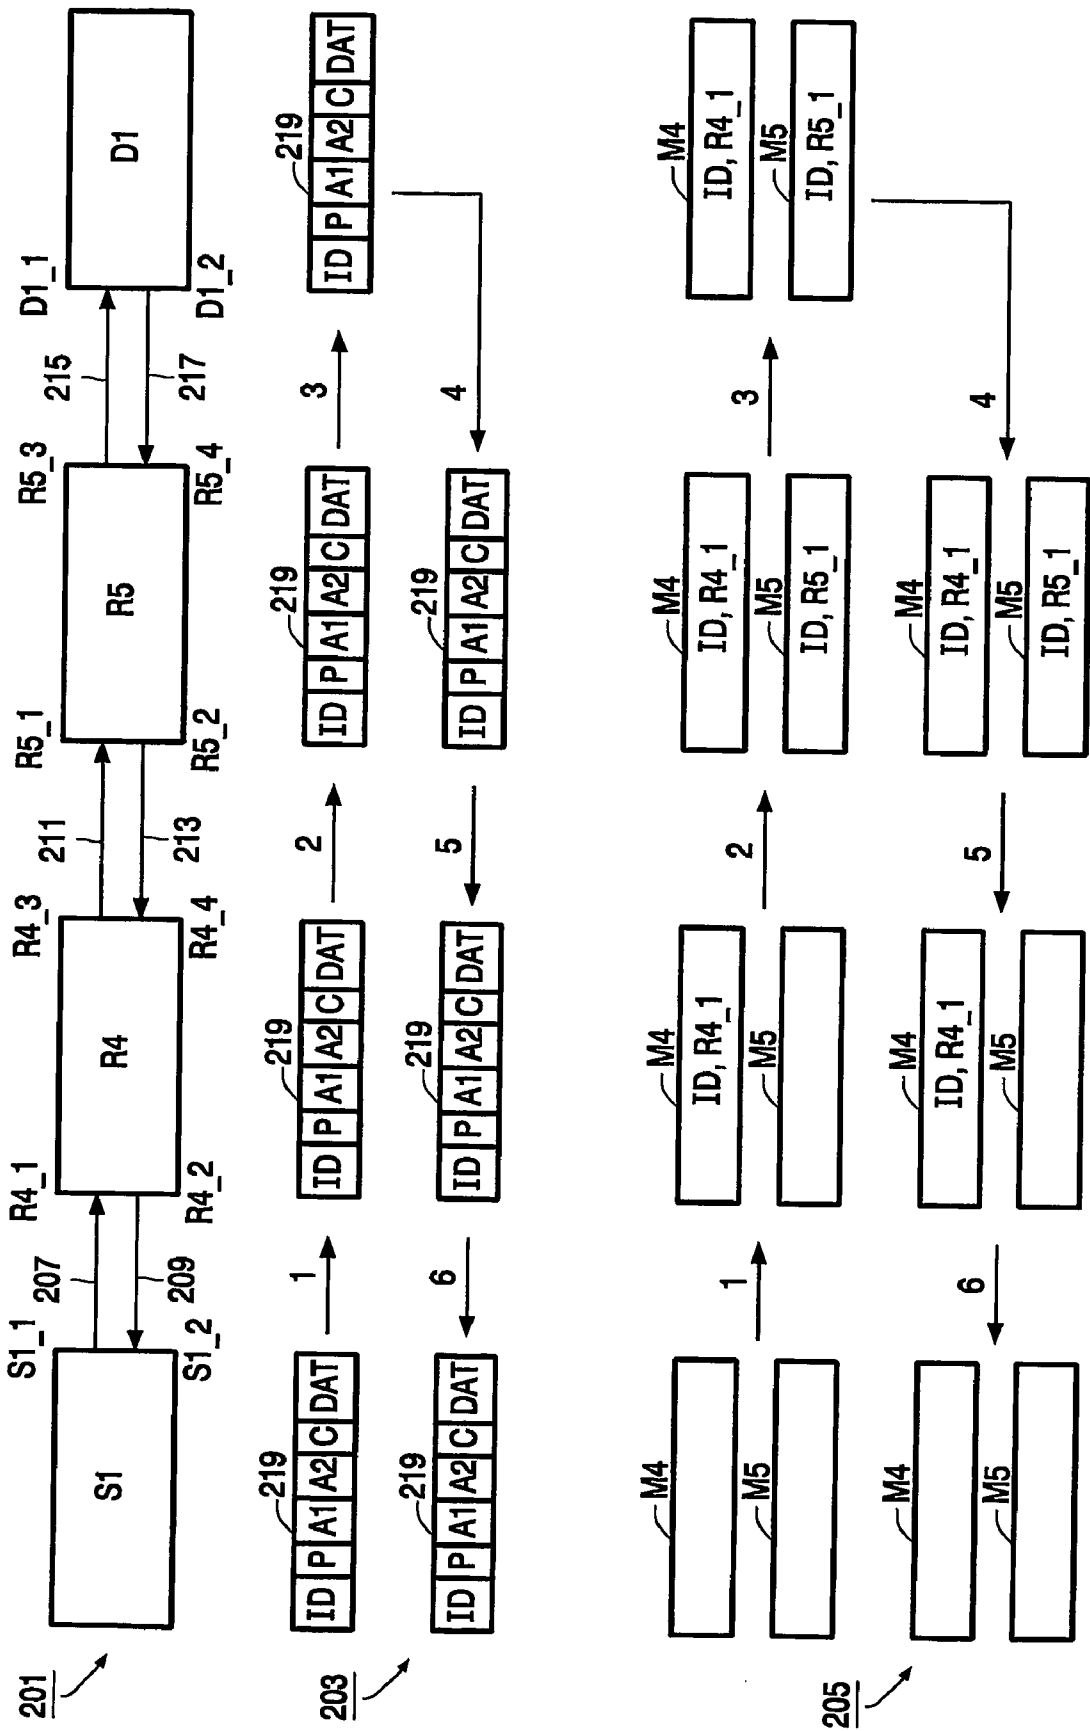 201
S1
S1_1
S1_2
207
209
R4_1
R4_2
R4
R4_3
R4_4
211
213
R5_1
R5_2
R5
R5_3
R5_4
215
217
D1_1
D1_2
D1
203
219
ID P A1 A2 C DAT
1
219
ID P A1 A2 C DAT
2
219
ID P A1 A2 C DAT
3
219
ID P A1 A2 C DAT
219
ID P A1 A2 C DAT
6
219
ID P A1 A2 C DAT
5
219
ID P A1 A2 C DAT
4
205
M4
M5
1
M4
ID, R4_1
M5
2
M4
ID, R4_1
M5
ID, R5_1
3
M4
ID, R4_1
M5
ID, R5_1
M4
M5
6
M4
ID, R4_1
M5
5
M4
ID, R4_1
M5
ID, R5_1
4